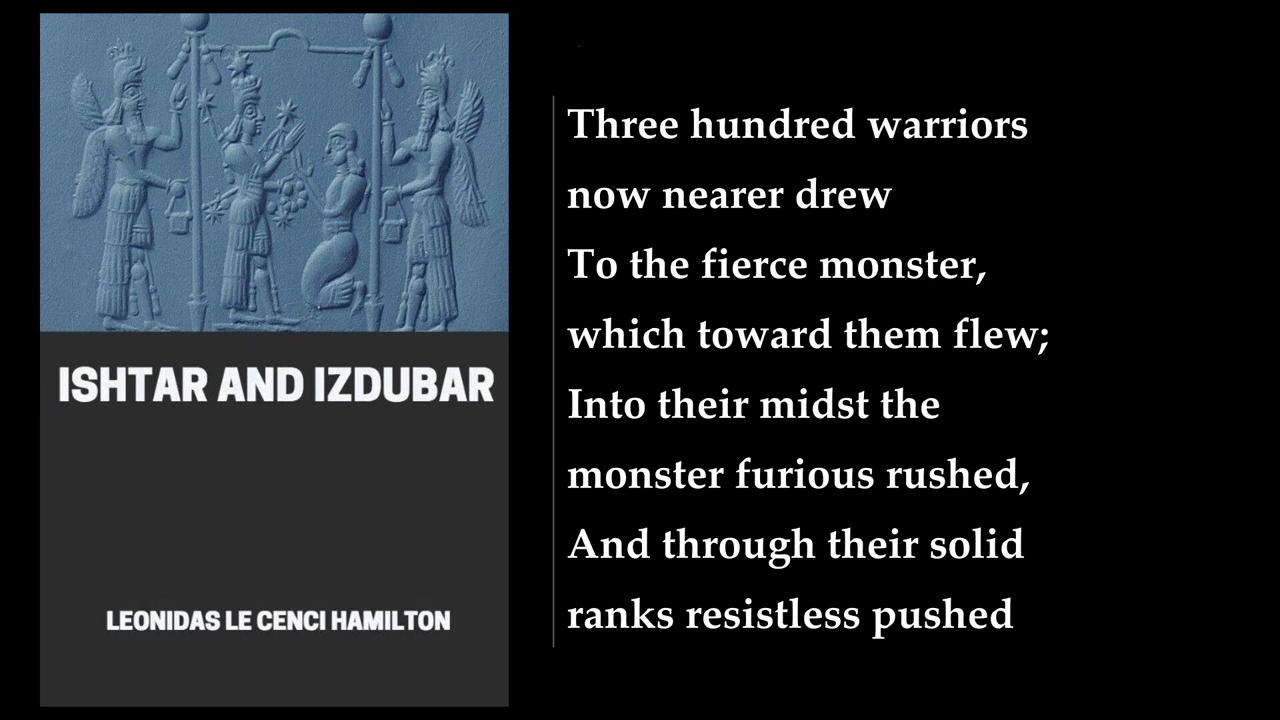 ISHTAR AND IZDUBAR
LEONIDAS LE CENCI HAMILTON
Three hundred warriors
now nearer drew
To the fierce monster,
which toward them flew;
Into their midst the
monster furious rushed,
And through their solid
ranks resistless pushed